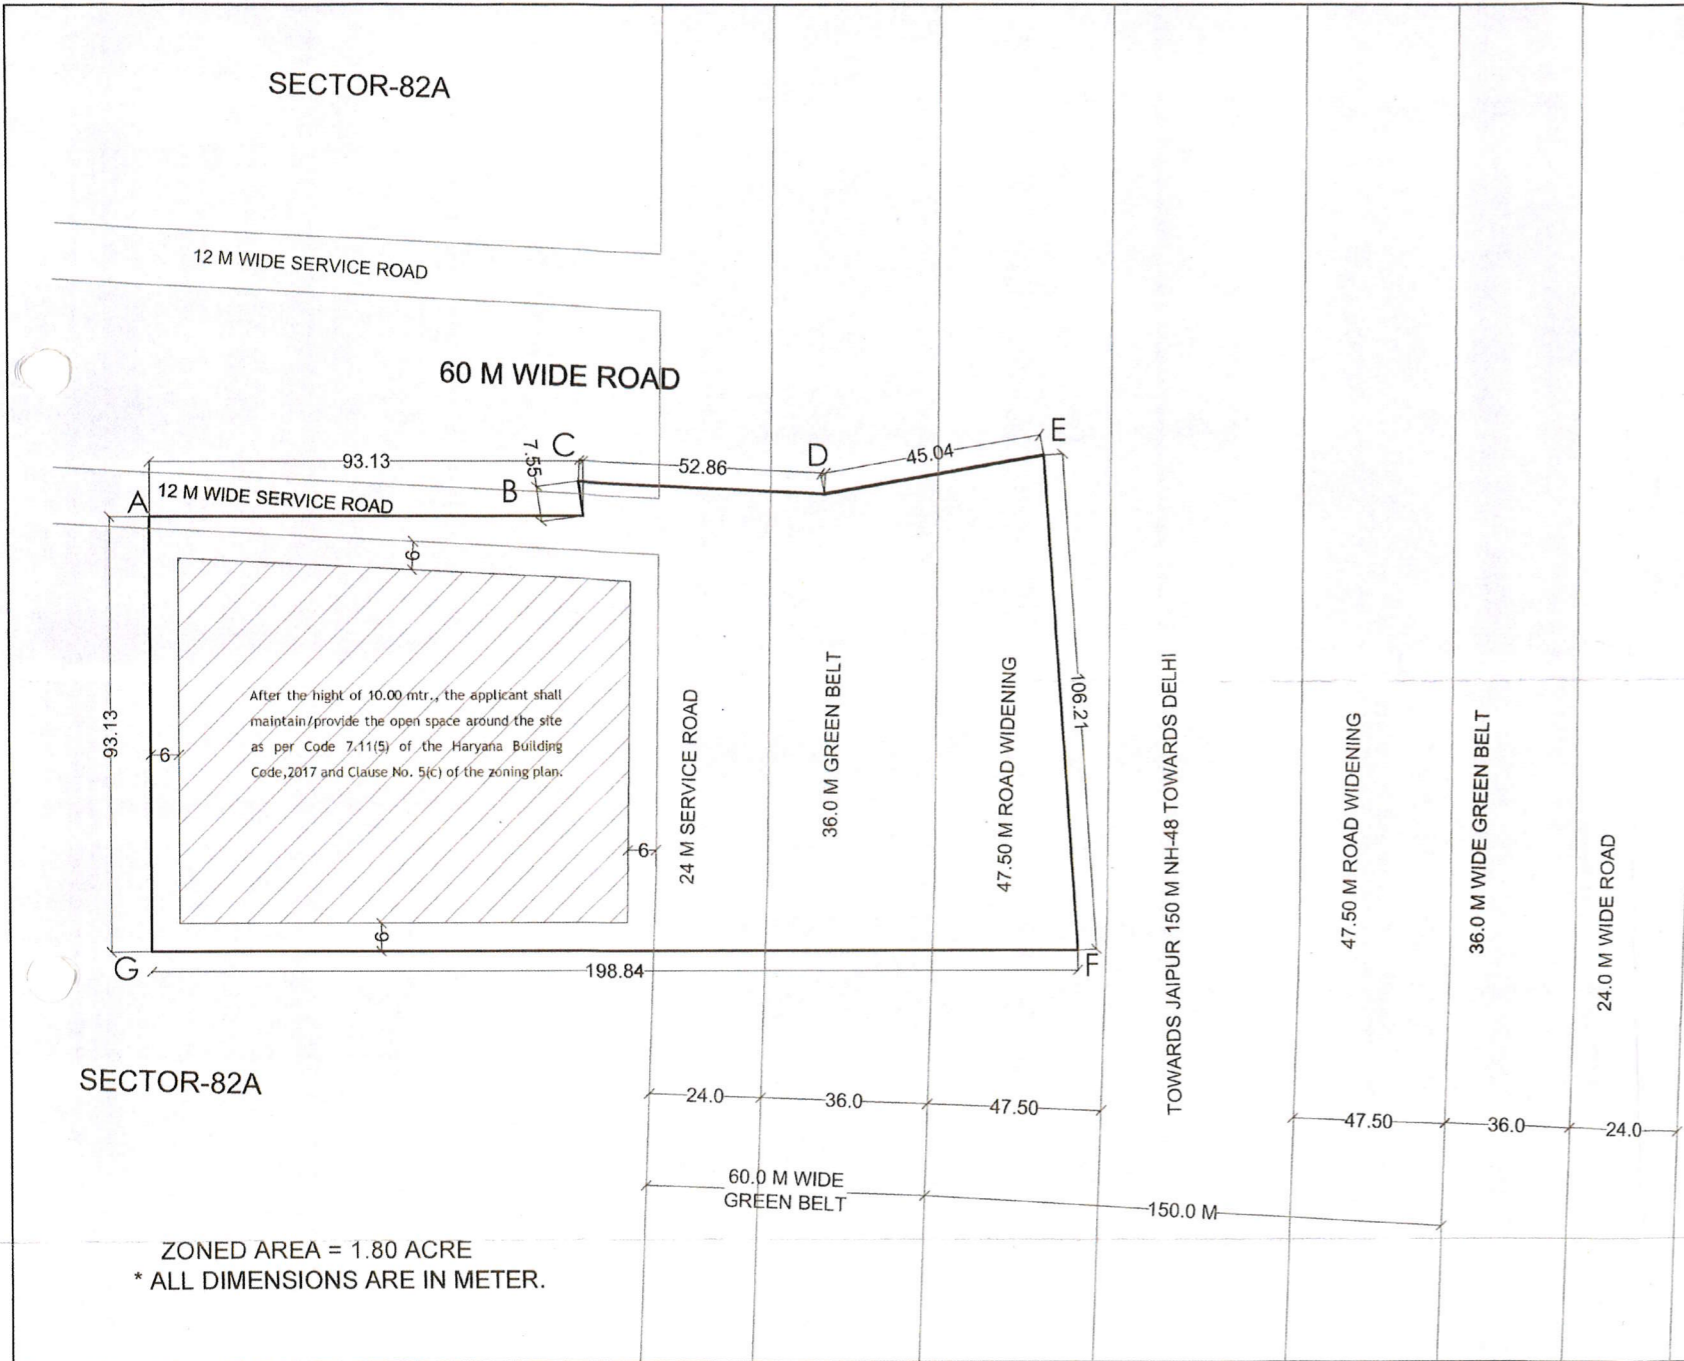 SECTOR-82A
12 M WIDE SERVICE ROAD
60 M WIDE ROAD
C
7.55
93.13
52.86
D
45.04
E
A
12 M WIDE SERVICE ROAD
B
6
After the hight of 10.00 mtr., the applicant shall
maintain/provide the open space around the site
as per Code 7.11(5) of the Haryana Building
Code,2017 and Clause No. 5(c) of the zoning plan.
93.13
6
6
6
24 M SERVICE ROAD
36.0 M GREEN BELT
47.50 M ROAD WIDENING
106.21
TOWARDS JAIPUR 150 M NH-48 TOWARDS DELHI
47.50 M ROAD WIDENING
36.0 M WIDE GREEN BELT
24.0 M WIDE ROAD
G
198.84
F
SECTOR-82A
24.0
36.0
47.50
47.50
36.0
24.0
60.0 M WIDE
GREEN BELT
150.0 M
ZONED AREA = 1.80 ACRE
* ALL DIMENSIONS ARE IN METER.